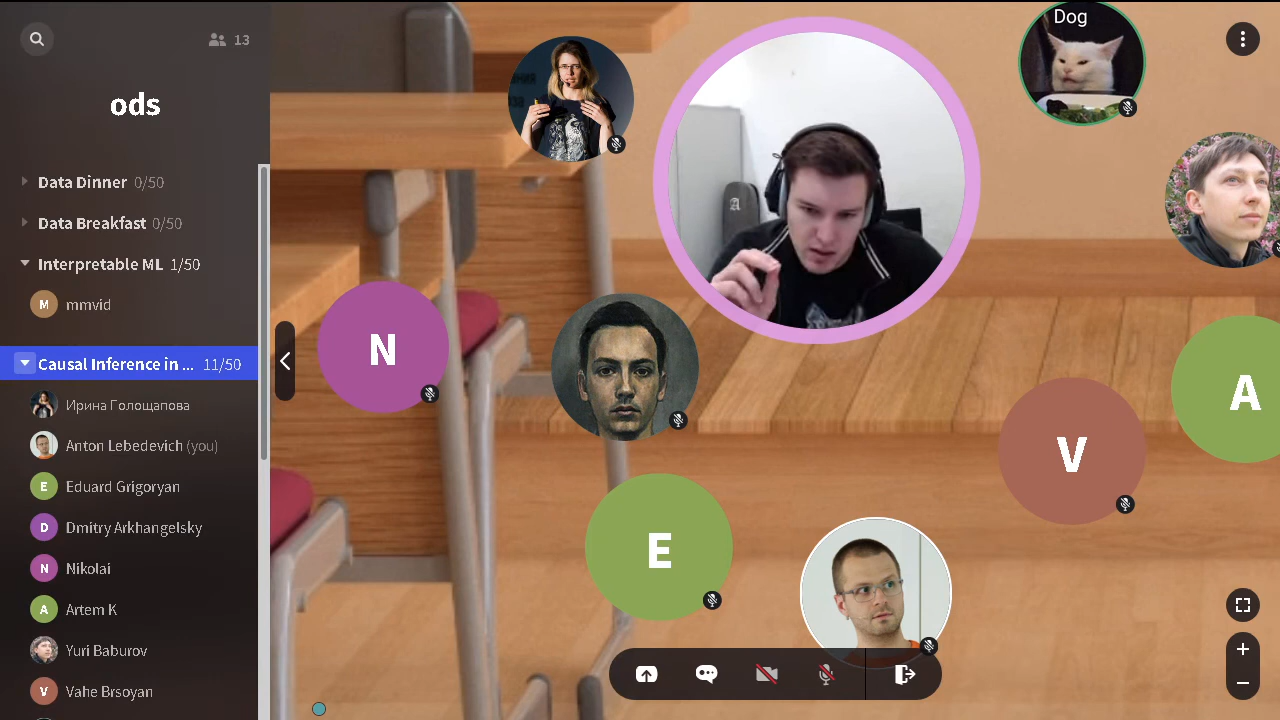 13
ods
Data Dinner 0/50
Data Breakfast 0/50
Interpretable ML 1/50
M mmvid
Causal Inference in ... 11/50
Ирина Голощапова
Anton Lebedevich (you)
E Eduard Grigoryan
D Dmitry Arkhangelsky
N Nikolai
A Artem K
Yuri Baburov
V Vahe Brsoyan
Dog
N
V
A
E